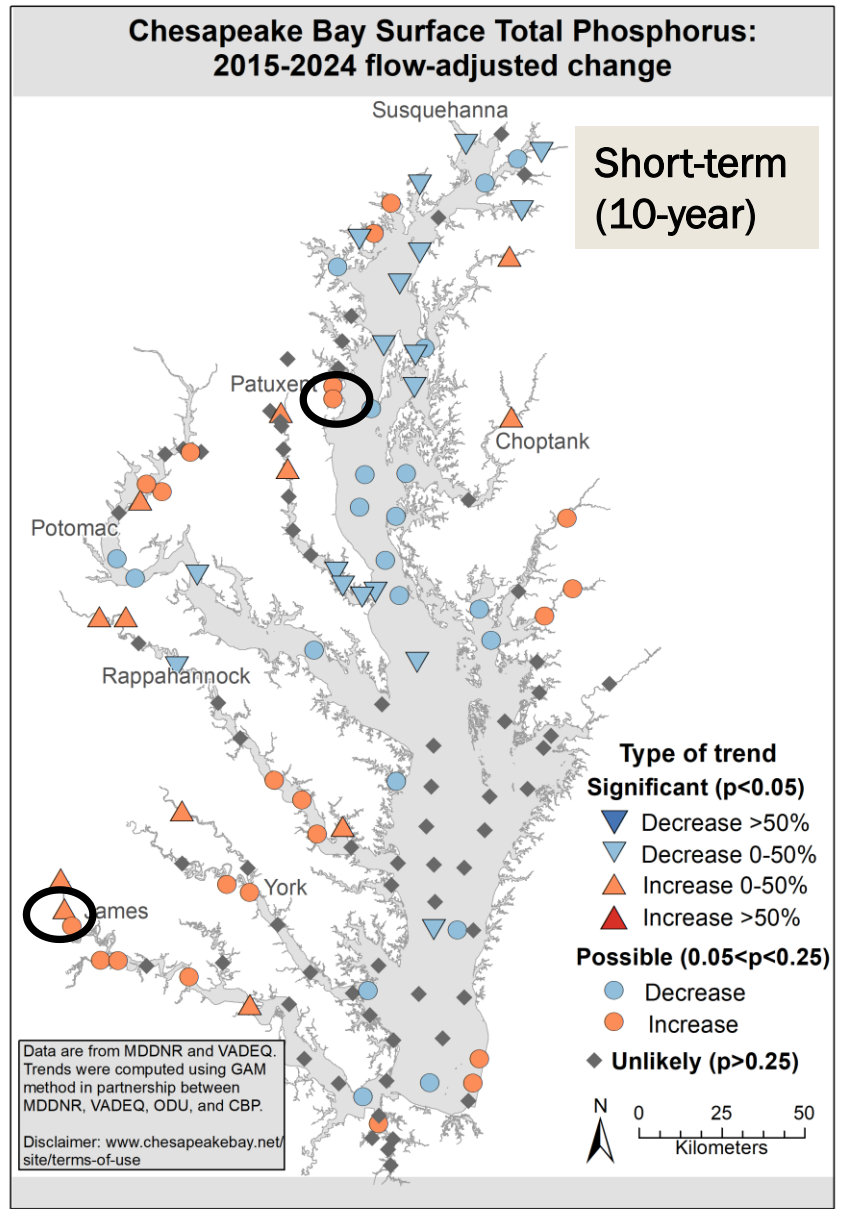 Chesapeake Bay Surface Total Phosphorus:
2015-2024 flow-adjusted change
Susquehanna
Short-term
(10-year)
Patuxent
Choptank
Potomac
Rappahannock
York
James
Type of trend
Significant (p<0.05)
Decrease >50%
Decrease 0-50%
Increase 0-50%
Increase >50%
Possible (0.05<p<0.25)
Decrease
Increase
Unlikely (p>0.25)
Data are from MDDNR and VADEQ.
Trends were computed using GAM
method in partnership between
MDDNR, VADEQ, ODU, and CBP.
Disclaimer: www.chesapeakebay.net/
site/terms-of-use
N
0 25 50
Kilometers